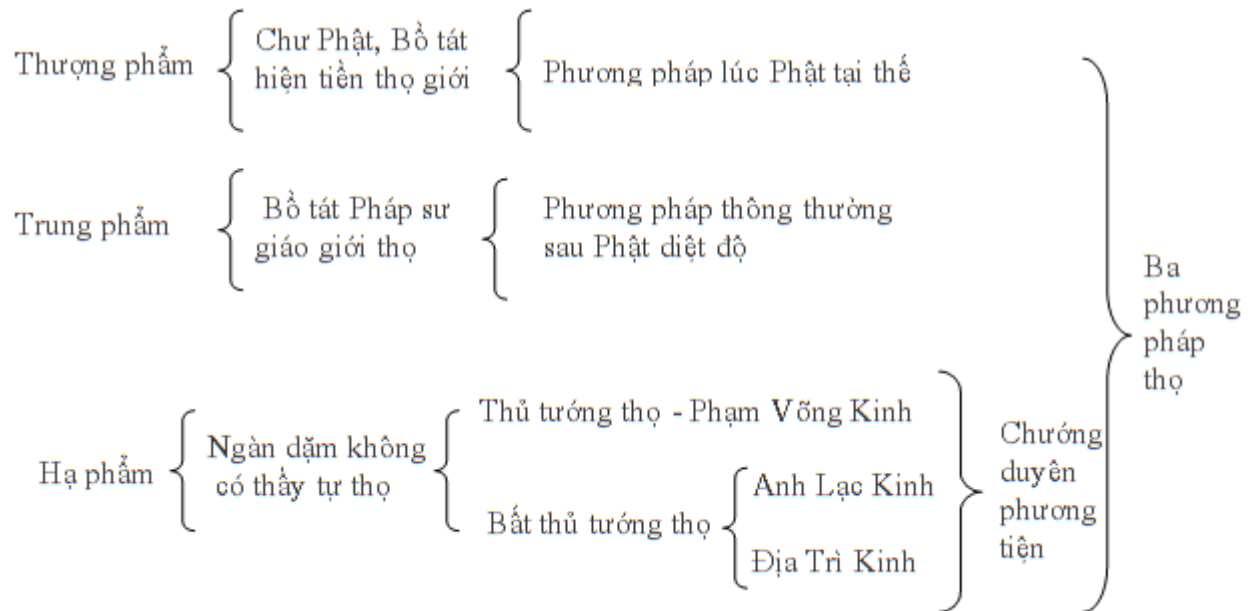 Thượng phẩm
Chư Phật, Bồ tát
hiện tiền thọ giới
Phương pháp lúc Phật tại thế
Trung phẩm
Bồ tát Pháp sư
giáo giới thọ
Phương pháp thông thường
sau Phật diệt độ
Hạ phẩm
Ngàn dặm không
có thầy tự thọ
Thủ tướng thọ - Phạm Võng Kinh
Bất thủ tướng thọ
Anh Lạc Kinh
Địa Trì Kinh
Chướng
duyên
phương
tiện
Ba
phương
pháp
thọ